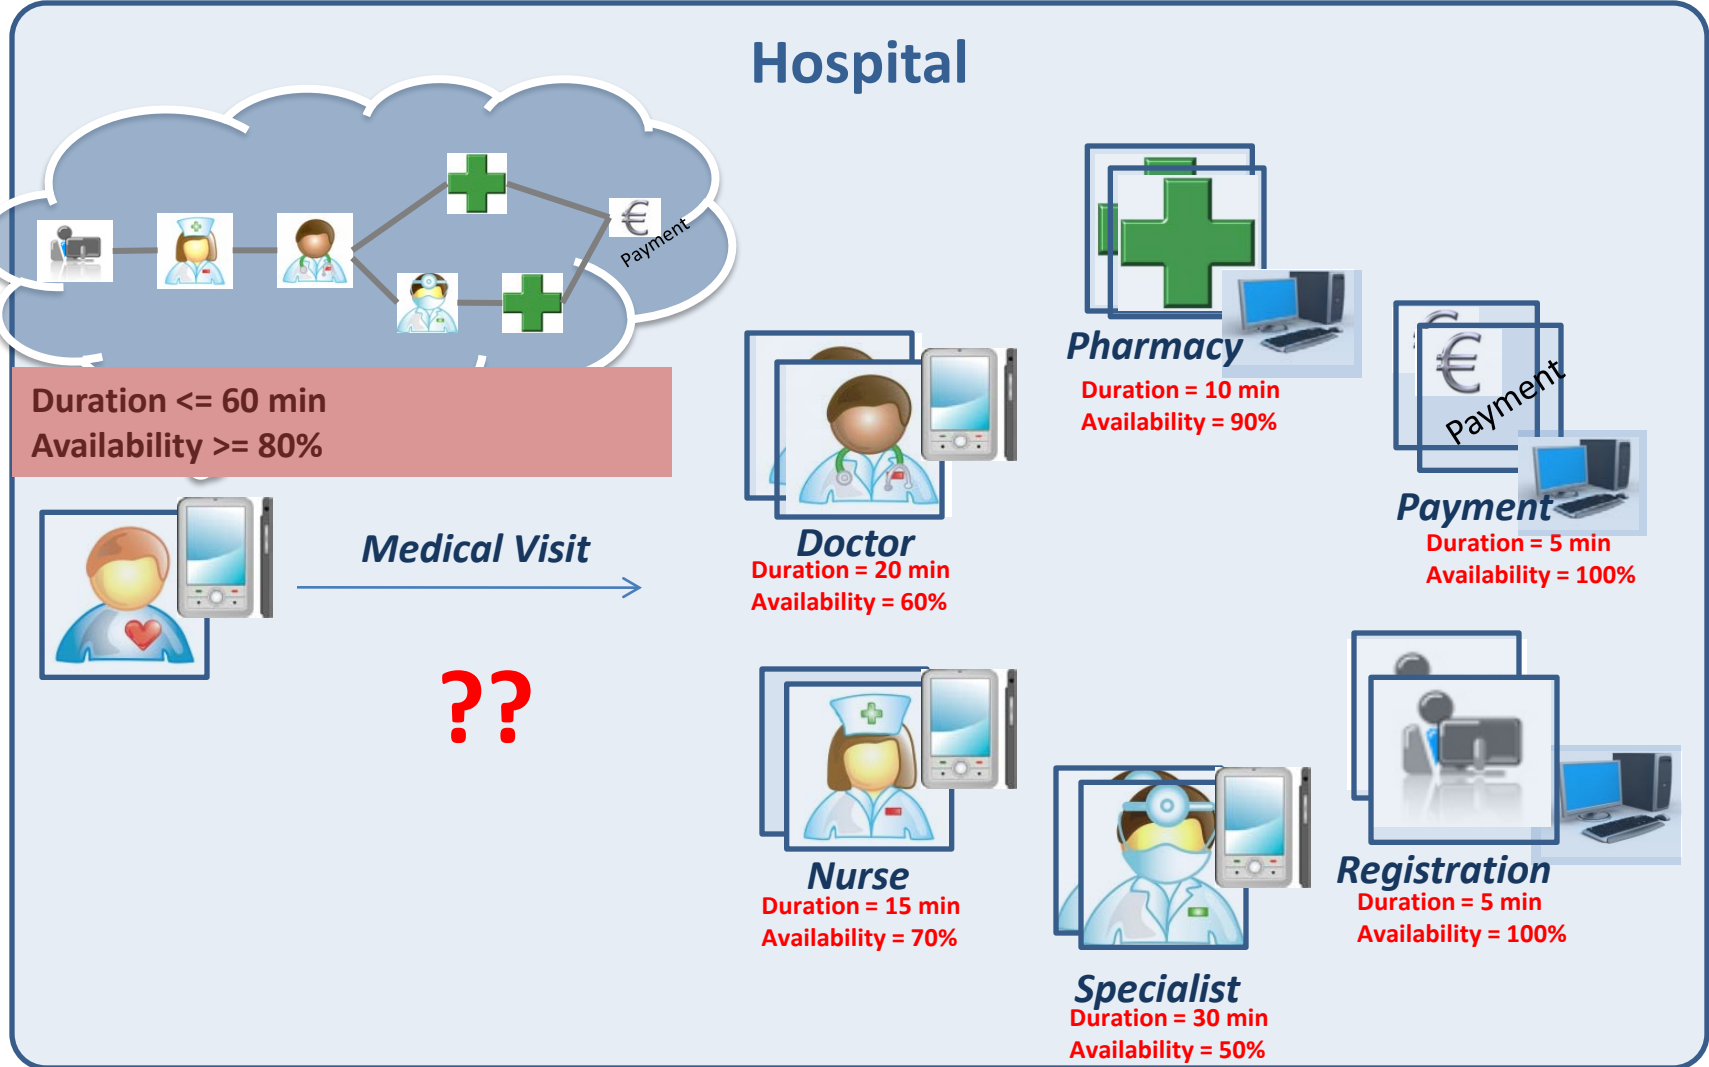 Hospital
€
Payment
Duration <= 60 min
Availability >= 80%
Medical Visit
??
Doctor
Duration = 20 min
Availability = 60%
Pharmacy
Duration = 10 min
Availability = 90%
€
€
Payment
Payment
Duration = 5 min
Availability = 100%
Nurse
Duration = 15 min
Availability = 70%
Specialist
Duration = 30 min
Availability = 50%
Registration
Duration = 5 min
Availability = 100%